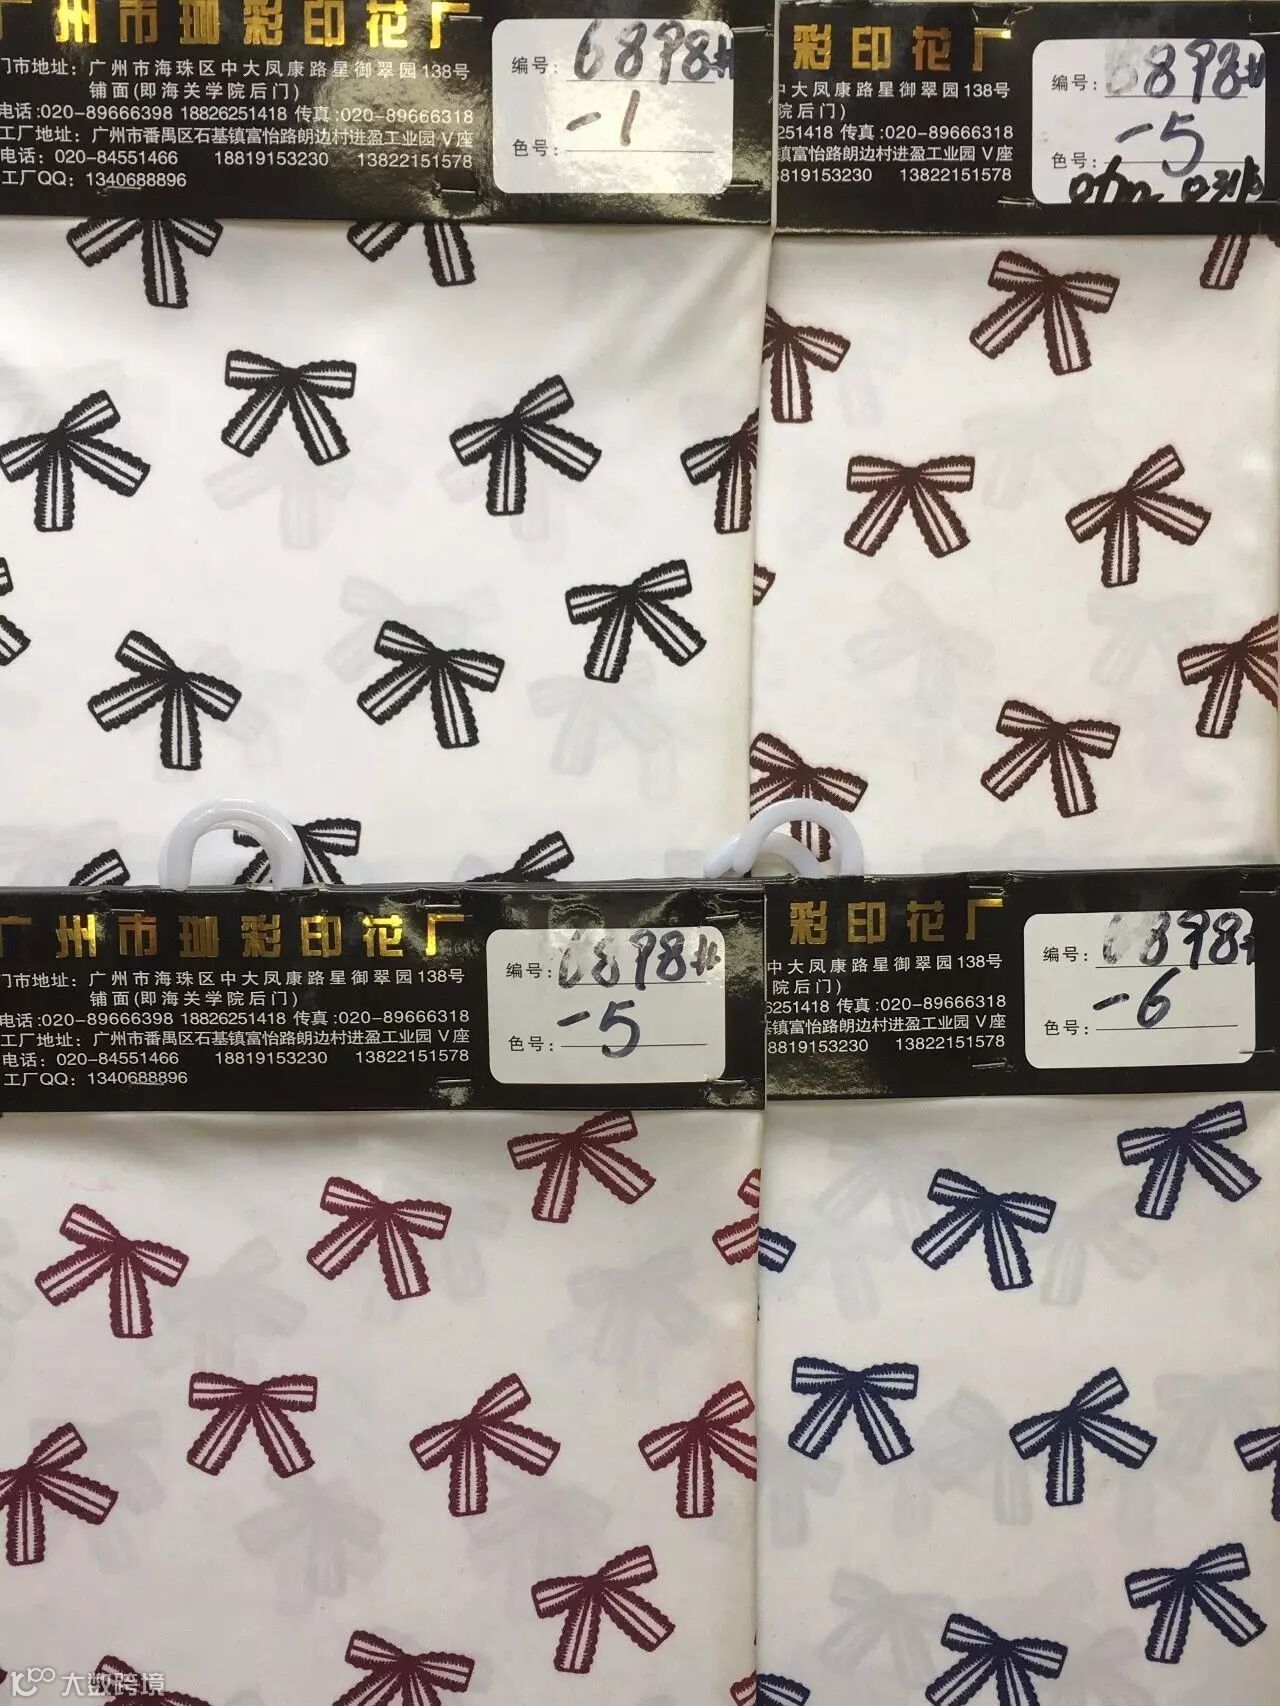 广州市珈彩印花厂
门市地址：广州市海珠区中大凤康路星御翠园138号
铺面(即海关学院后门)
电话:020-89666398 18826251418 传真:020-89666318
工厂地址：广州市番禺区石基镇富怡路朗边村进盈工业园 V 座
电话：020-84551466 18819153230 13822151578
工厂QQ：1340688896
编号：6898#
色号：-1
彩印花厂
中大凤康路星御翠园138号
院后门)
6251418 传真:020-89666318
镇富怡路朗边村进盈工业园 V 座
8819153230 13822151578
编号：6898#
色号：-5
广州市珈彩印花厂
门市地址：广州市海珠区中大凤康路星御翠园138号
铺面(即海关学院后门)
电话:020-89666398 18826251418 传真:020-89666318
工厂地址：广州市番禺区石基镇富怡路朗边村进盈工业园 V 座
电话：020-84551466 18819153230 13822151578
工厂QQ：1340688896
编号：6898#
色号：-5
彩印花厂
中大凤康路星御翠园138号
院后门)
6251418 传真:020-89666318
镇富怡路朗边村进盈工业园 V 座
8819153230 13822151578
编号：6898#
色号：-6
大数跨境